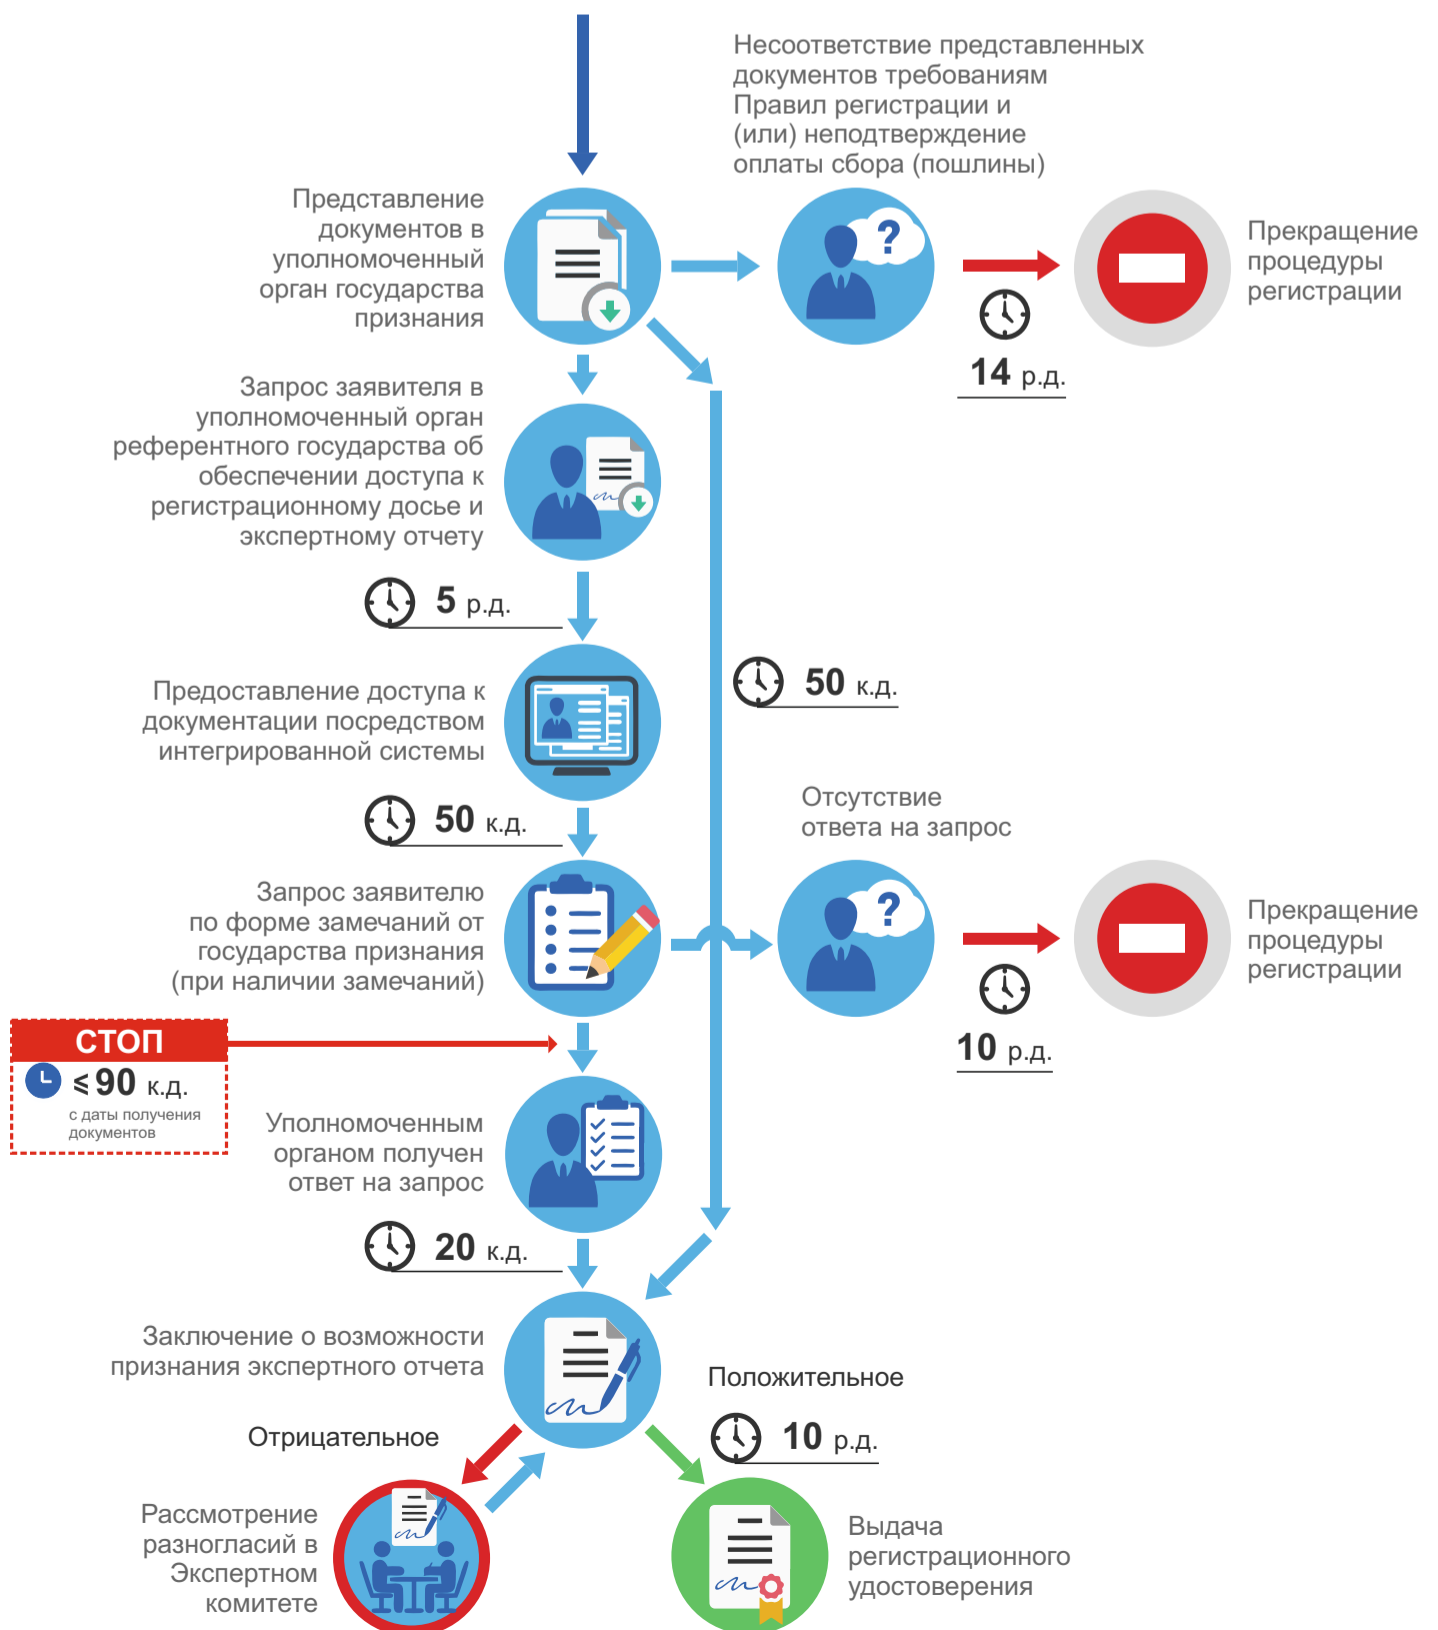 Несоответствие представленных
документов требованиям
Правил регистрации и
(или) неподтверждение
оплаты сбора (пошлины)
Представление
документов в
уполномоченный
орган государства
признания
?
Прекращение
процедуры
регистрации
14 р.д.
Запрос заявителя в
уполномоченный орган
референтного государства об
обеспечении доступа к
регистрационному досье и
экспертному отчету
5 р.д.
Предоставление доступа к
документации посредством
интегрированной системы
50 к.д.
50 к.д.
Отсутствие
ответа на запрос
Запрос заявителю
по форме замечаний от
государства признания
(при наличии замечаний)
?
Прекращение
процедуры
регистрации
10 р.д.
СТОП
≤ 90 к.д.
с даты получения
документов
Уполномоченным
органом получен
ответ на запрос
20 к.д.
Заключение о возможности
признания экспертного отчета
Положительное
10 р.д.
Отрицательное
Рассмотрение
разногласий в
Экспертном
комитете
Выдача
регистрационного
удостоверения